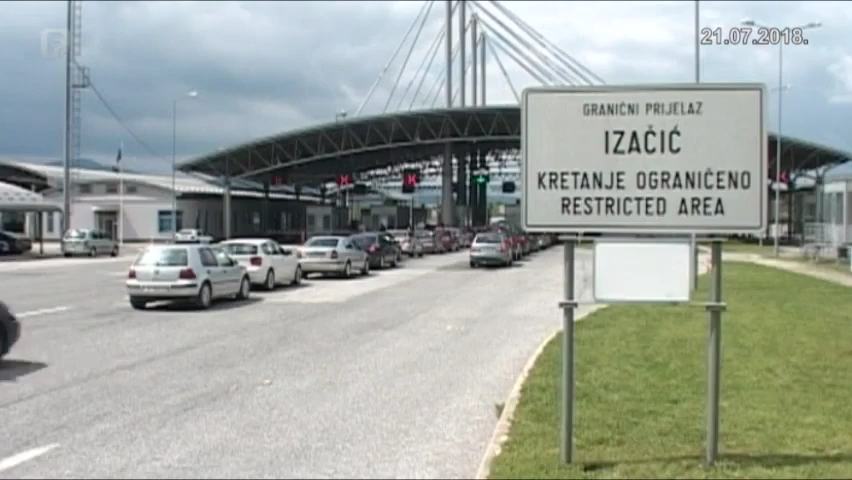 21.07.2018.
GRANIČNI PRIJELAZ
IZAČIĆ
KRETANJE OGRANIČENO
RESTRICTED AREA